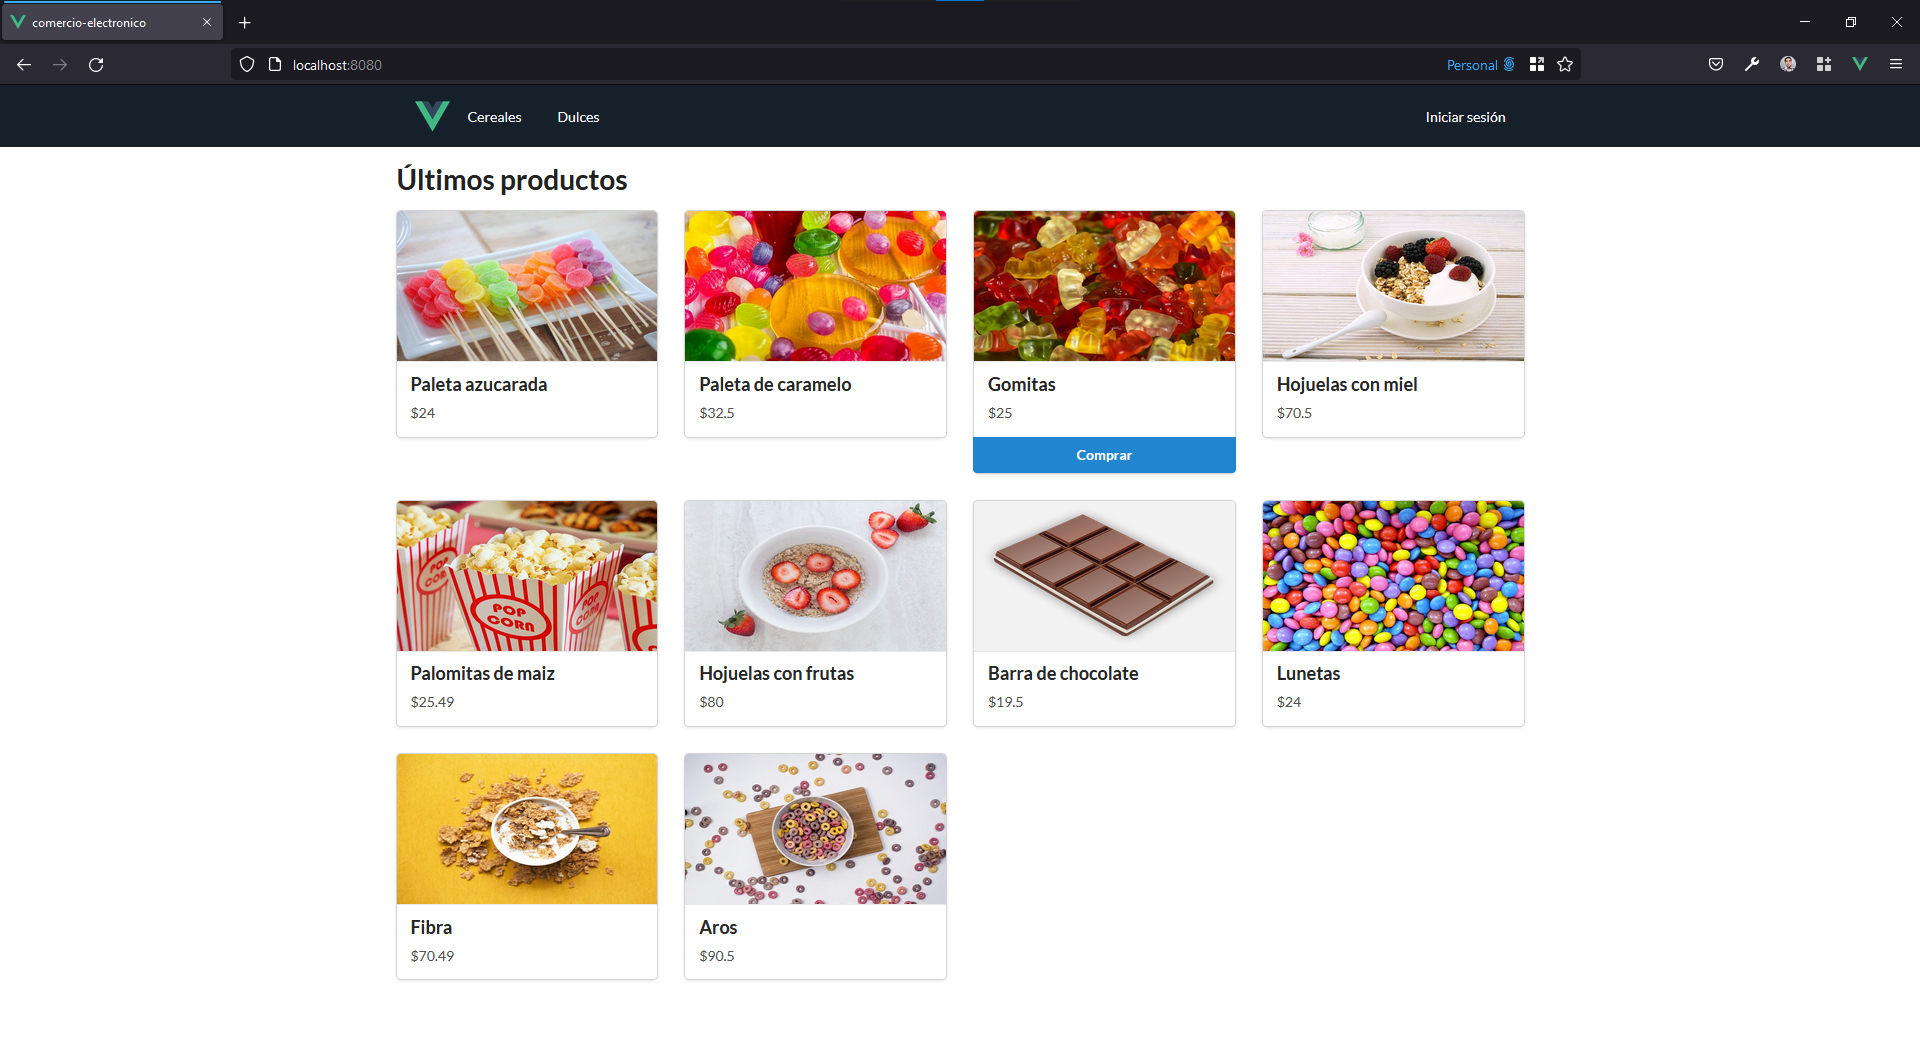 comercio-electronico
localhost:8080
Personal
Cereales
Dulces
Iniciar sesión
Últimos productos
Paleta azucarada
$24
Paleta de caramelo
$32.5
Gomitas
$25
Comprar
Hojuelas con miel
$70.5
POP
CORN
POP
CORN
Palomitas de maiz
$25.49
Hojuelas con frutas
$80
Barra de chocolate
$19.5
Lunetas
$24
Fibra
$70.49
Aros
$90.5